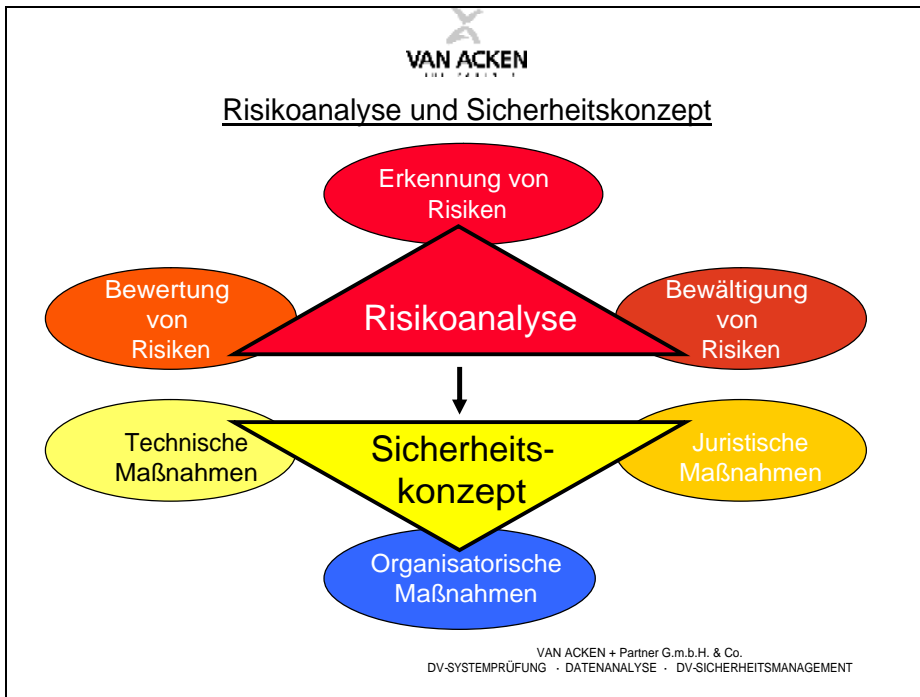 VAN ACKEN
Risikoanalyse und Sicherheitskonzept
Erkennung von
Risiken
Bewertung
von
Risiken
Risikoanalyse
Bewältigung
von
Risiken
Technische
Maßnahmen
Sicherheits-
konzept
Juristische
Maßnahmen
Organisatorische
Maßnahmen
VAN ACKEN + Partner G.m.b.H. & Co.
DV-SYSTEMPRÜFUNG · DATENANALYSE · DV-SICHERHEITSMANAGEMENT